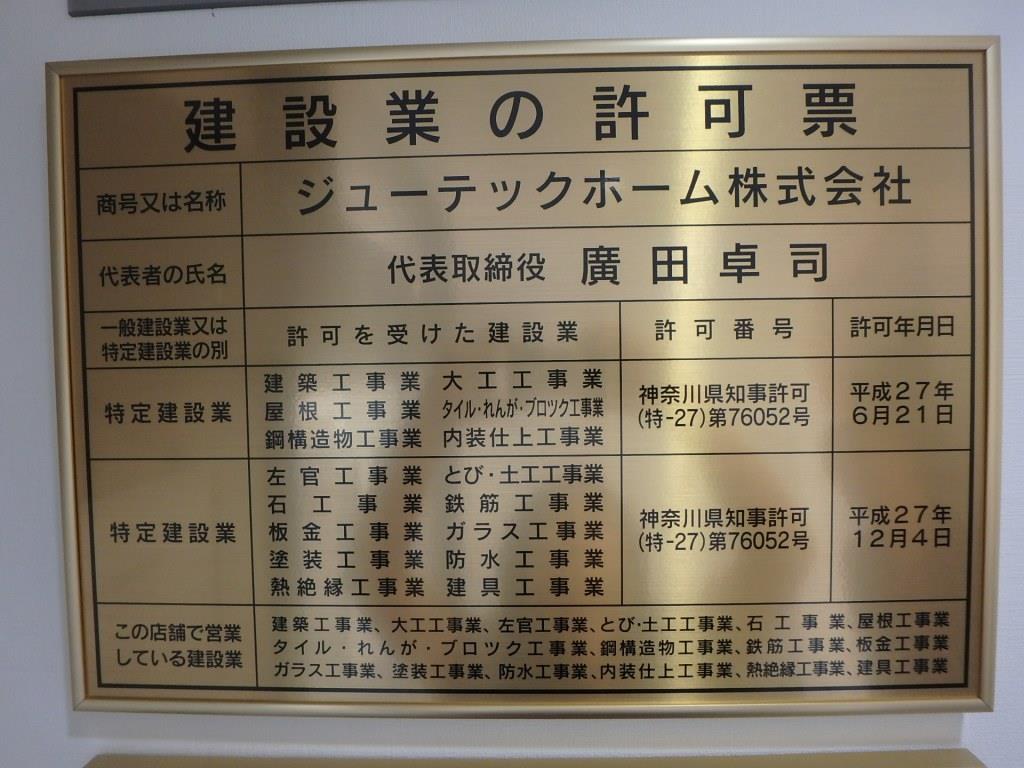 建設業の許可票
商号又は名称 ジューテックホーム株式会社
代表者の氏名 代表取締役 廣田卓司
一般建設業又は
特定建設業の別 許可を受けた建設業 許可番号 許可年月日
特定建設業
建築工事業 大工工事業
屋根工事業 タイル・れんが・ブロツク工事業
鋼構造物工事業 内装仕上工事業
神奈川県知事許可
(特-27)第76052号
平成27年
6月21日
特定建設業
左官工事業 とび・土工工事業
石工事業 鉄筋工事業
板金工事業 ガラス工事業
塗装工事業 防水工事業
熱絶縁工事業 建具工事業
神奈川県知事許可
(特-27)第76052号
平成27年
12月4日
この店舗で営業
している建設業
建築工事業、大工工事業、左官工事業、とび・土工工事業、石工事業、屋根工事業
タイル・れんが・ブロツク工事業、鋼構造物工事業、鉄筋工事業、板金工事業
ガラス工事業、塗装工事業、防水工事業、内装仕上工事業、熱絶縁工事業、建具工事業